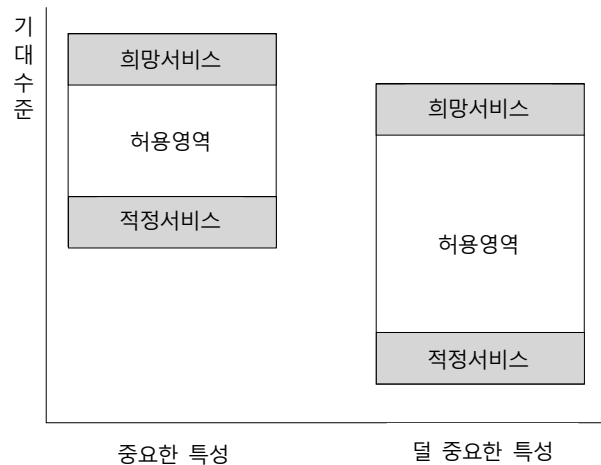 기
대
수
준
희망서비스
허용영역
적정서비스
희망서비스
허용영역
적정서비스
중요한 특성
덜 중요한 특성